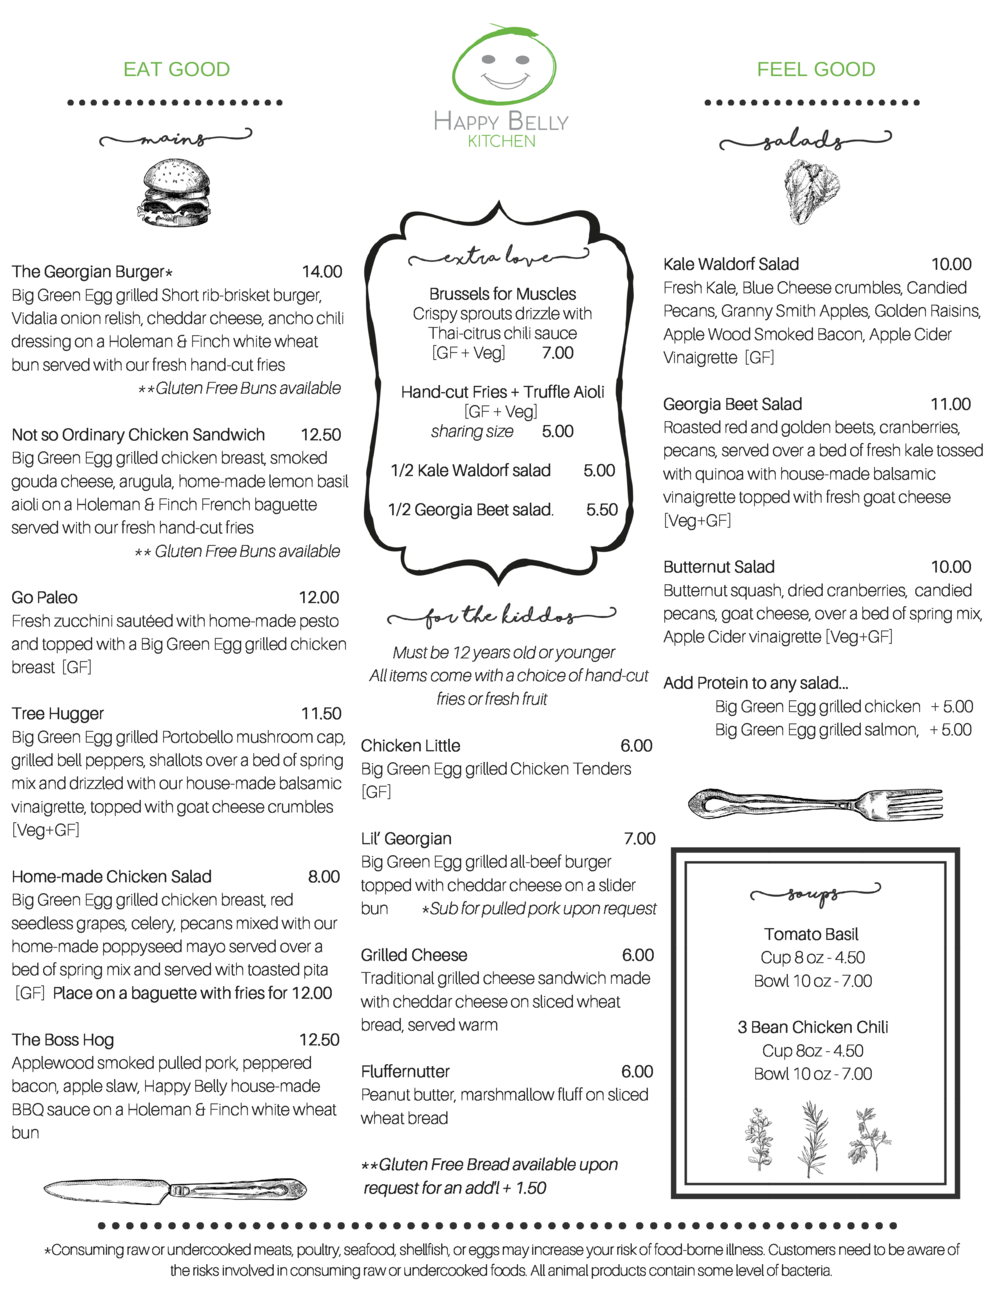 HAPPY BELLY
KITCHEN
EAT GOOD
mains
The Georgian Burger* 14.00
Big Green Egg grilled Short rib-brisket burger,
Vidalia onion relish, cheddar cheese, ancho chili
dressing on a Holeman & Finch white wheat
bun served with our fresh hand-cut fries
**Gluten Free Buns available
Not so Ordinary Chicken Sandwich 12.50
Big Green Egg grilled chicken breast, smoked
gouda cheese, arugula, home-made lemon basil
aioli on a Holeman & Finch French baguette
served with our fresh hand-cut fries
** Gluten Free Buns available
Go Paleo 12.00
Fresh zucchini sautéed with home-made pesto
and topped with a Big Green Egg grilled chicken
breast [GF]
Tree Hugger 11.50
Big Green Egg grilled Portobello mushroom cap,
grilled bell peppers, shallots over a bed of spring
mix and drizzled with our house-made balsamic
vinaigrette, topped with goat cheese crumbles
[Veg+GF]
Home-made Chicken Salad 8.00
Big Green Egg grilled chicken breast, red
seedless grapes, celery, pecans mixed with our
home-made poppyseed mayo served over a
bed of spring mix and served with toasted pita
[GF] Place on a baguette with fries for 12.00
The Boss Hog 12.50
Applewood smoked pulled pork, peppered
bacon, apple slaw, Happy Belly house-made
BBQ sauce on a Holeman & Finch white wheat
bun
extra love
Brussels for Muscles
Crispy sprouts drizzle with
Thai-citrus chili sauce
[GF + Veg] 7.00
Hand-cut Fries + Truffle Aioli
[GF + Veg]
sharing size 5.00
1/2 Kale Waldorf salad 5.00
1/2 Georgia Beet salad. 5.50
for the kiddos
Must be 12 years old or younger
All items come with a choice of hand-cut
fries or fresh fruit
Chicken Little 6.00
Big Green Egg grilled Chicken Tenders
[GF]
Lil' Georgian 7.00
Big Green Egg grilled all-beef burger
topped with cheddar cheese on a slider
bun *Sub for pulled pork upon request
Grilled Cheese 6.00
Traditional grilled cheese sandwich made
with cheddar cheese on sliced wheat
bread, served warm
Fluffernutter 6.00
Peanut butter, marshmallow fluff on sliced
wheat bread
**Gluten Free Bread available upon
request for an add'l + 1.50
FEEL GOOD
salads
Kale Waldorf Salad 10.00
Fresh Kale, Blue Cheese crumbles, Candied
Pecans, Granny Smith Apples, Golden Raisins,
Apple Wood Smoked Bacon, Apple Cider
Vinaigrette [GF]
Georgia Beet Salad 11.00
Roasted red and golden beets, cranberries,
pecans, served over a bed of fresh kale tossed
with quinoa with house-made balsamic
vinaigrette topped with fresh goat cheese
[Veg+GF]
Butternut Salad 10.00
Butternut squash, dried cranberries, candied
pecans, goat cheese, over a bed of spring mix,
Apple Cider vinaigrette [Veg+GF]
Add Protein to any salad...
Big Green Egg grilled chicken + 5.00
Big Green Egg grilled salmon, + 5.00
soups
Tomato Basil
Cup 8 oz - 4.50
Bowl 10 oz - 7.00
3 Bean Chicken Chili
Cup 8oz - 4.50
Bowl 10 oz - 7.00
*Consuming raw or undercooked meats, poultry, seafood, shellfish, or eggs may increase your risk of food-borne illness. Customers need to be aware of
the risks involved in consuming raw or undercooked foods. All animal products contain some level of bacteria.